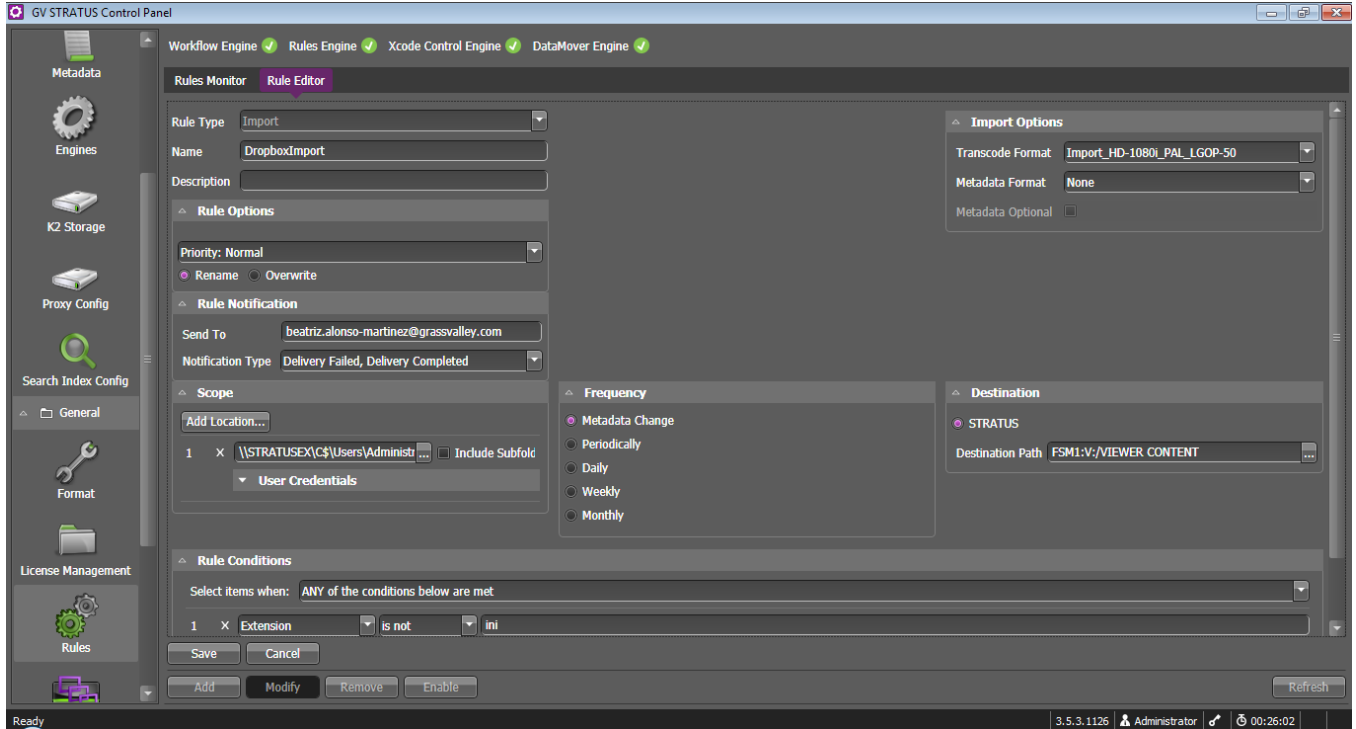 GV STRATUS Control Panel
Workflow Engine Rules Engine Xcode Control Engine DataMover Engine
Metadata
Engines
K2 Storage
Proxy Config
Search Index Config
General
Format
License Management
Rules
Rules Monitor Rule Editor
Rule Type Import
Name DropboxImport
Description
Rule Options
Priority: Normal
Rename Overwrite
Rule Notification
Send To beatriz.alonso-martinez@grassvalley.com
Notification Type Delivery Failed, Delivery Completed
Import Options
Transcode Format Import_HD-1080i_PAL_LGOP-50
Metadata Format None
Metadata Optional
Scope
Add Location...
1 X \\STRATUSEX\C$\Users\Administr ... Include Subfold
User Credentials
Frequency
Metadata Change
Periodically
Daily
Weekly
Monthly
Destination
STRATUS
Destination Path FSM1:V:/VIEWER CONTENT ...
Rule Conditions
Select items when: ANY of the conditions below are met
1 X Extension is not ini
Save Cancel
Add Modify Remove Enable Refresh
Ready 3.5.3.1126 Administrator 00:26:02